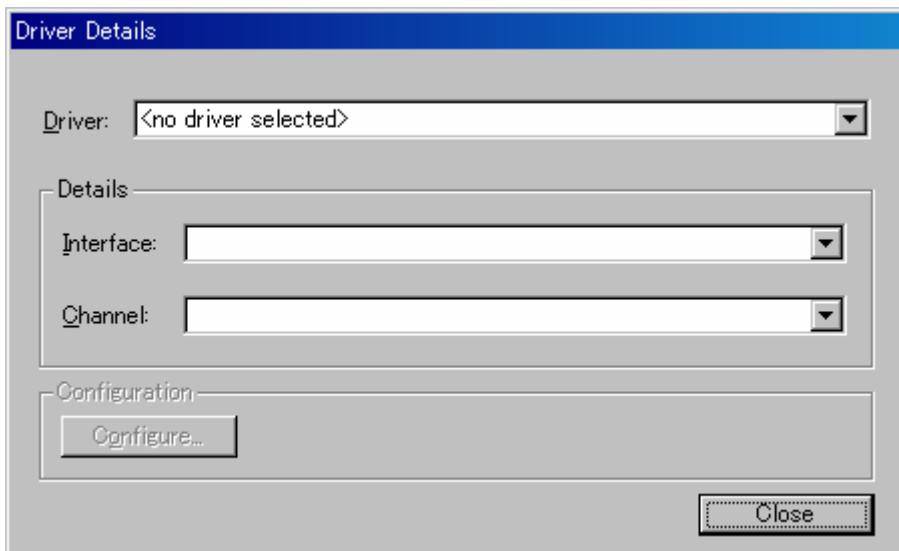 Driver Details
Driver: <no driver selected>
Details
Interface:
Channel:
Configuration
Configure...
Close